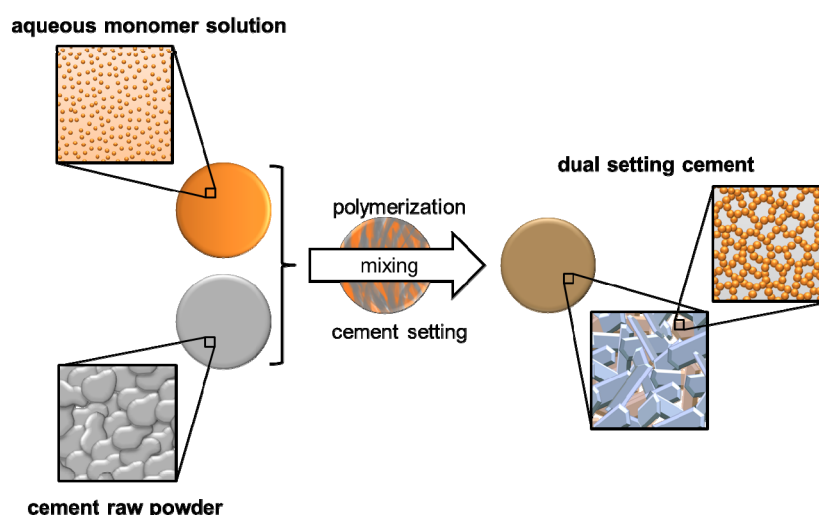 aqueous monomer solution
dual setting cement
polymerization
mixing
cement setting
cement raw powder